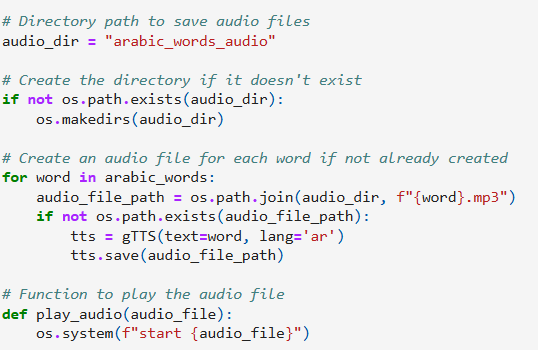 # Directory path to save audio files
audio_dir = "arabic_words_audio"
# Create the directory if it doesn't exist
if not os.path.exists(audio_dir):
    os.makedirs(audio_dir)
# Create an audio file for each word if not already created
for word in arabic_words:
    audio_file_path = os.path.join(audio_dir, f"{word}.mp3")
    if not os.path.exists(audio_file_path):
        tts = gTTS(text=word, lang='ar')
        tts.save(audio_file_path)
# Function to play the audio file
def play_audio(audio_file):
    os.system(f"start {audio_file}")